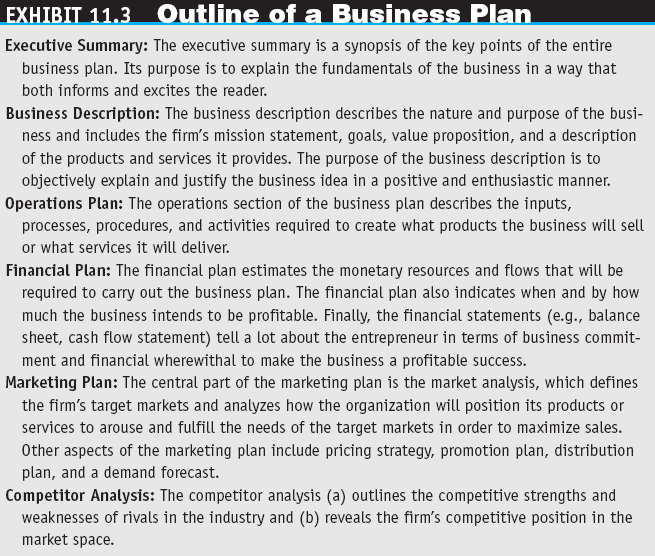 EXHIBIT 11.3 Outline of a Business Plan
Executive Summary: The executive summary is a synopsis of the key points of the entire
business plan. Its purpose is to explain the fundamentals of the business in a way that
both informs and excites the reader.
Business Description: The business description describes the nature and purpose of the busi-
ness and includes the firm's mission statement, goals, value proposition, and a description
of the products and services it provides. The purpose of the business description is to
objectively explain and justify the business idea in a positive and enthusiastic manner.
Operations Plan: The operations section of the business plan describes the inputs,
processes, procedures, and activities required to create what products the business will sell
or what services it will deliver.
Financial Plan: The financial plan estimates the monetary resources and flows that will be
required to carry out the business plan. The financial plan also indicates when and by how
much the business intends to be profitable. Finally, the financial statements (e.g., balance
sheet, cash flow statement) tell a lot about the entrepreneur in terms of business commit-
ment and financial wherewithal to make the business a profitable success.
Marketing Plan: The central part of the marketing plan is the market analysis, which defines
the firm's target markets and analyzes how the organization will position its products or
services to arouse and fulfill the needs of the target markets in order to maximize sales.
Other aspects of the marketing plan include pricing strategy, promotion plan, distribution
plan, and a demand forecast.
Competitor Analysis: The competitor analysis (a) outlines the competitive strengths and
weaknesses of rivals in the industry and (b) reveals the firm's competitive position in the
market space.